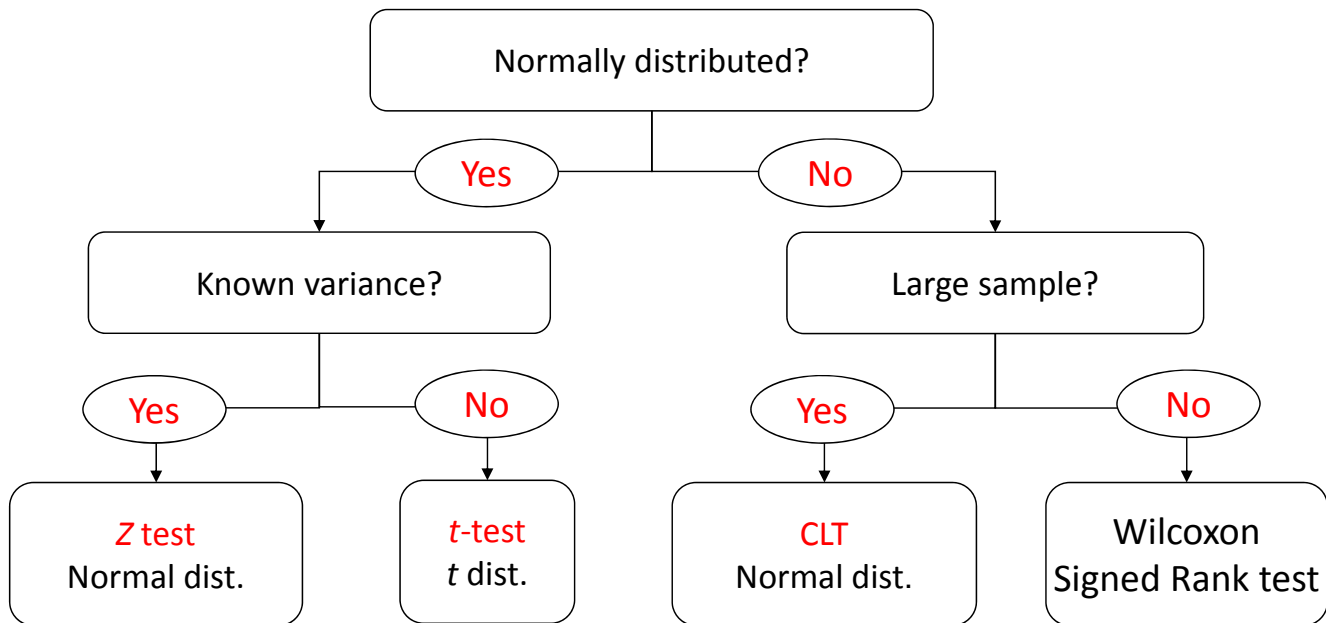 Normally distributed?
Yes
No
Known variance?
Large sample?
Yes
No
Yes
No
Z test
Normal dist.
t-test
t dist.
CLT
Normal dist.
Wilcoxon
Signed Rank test